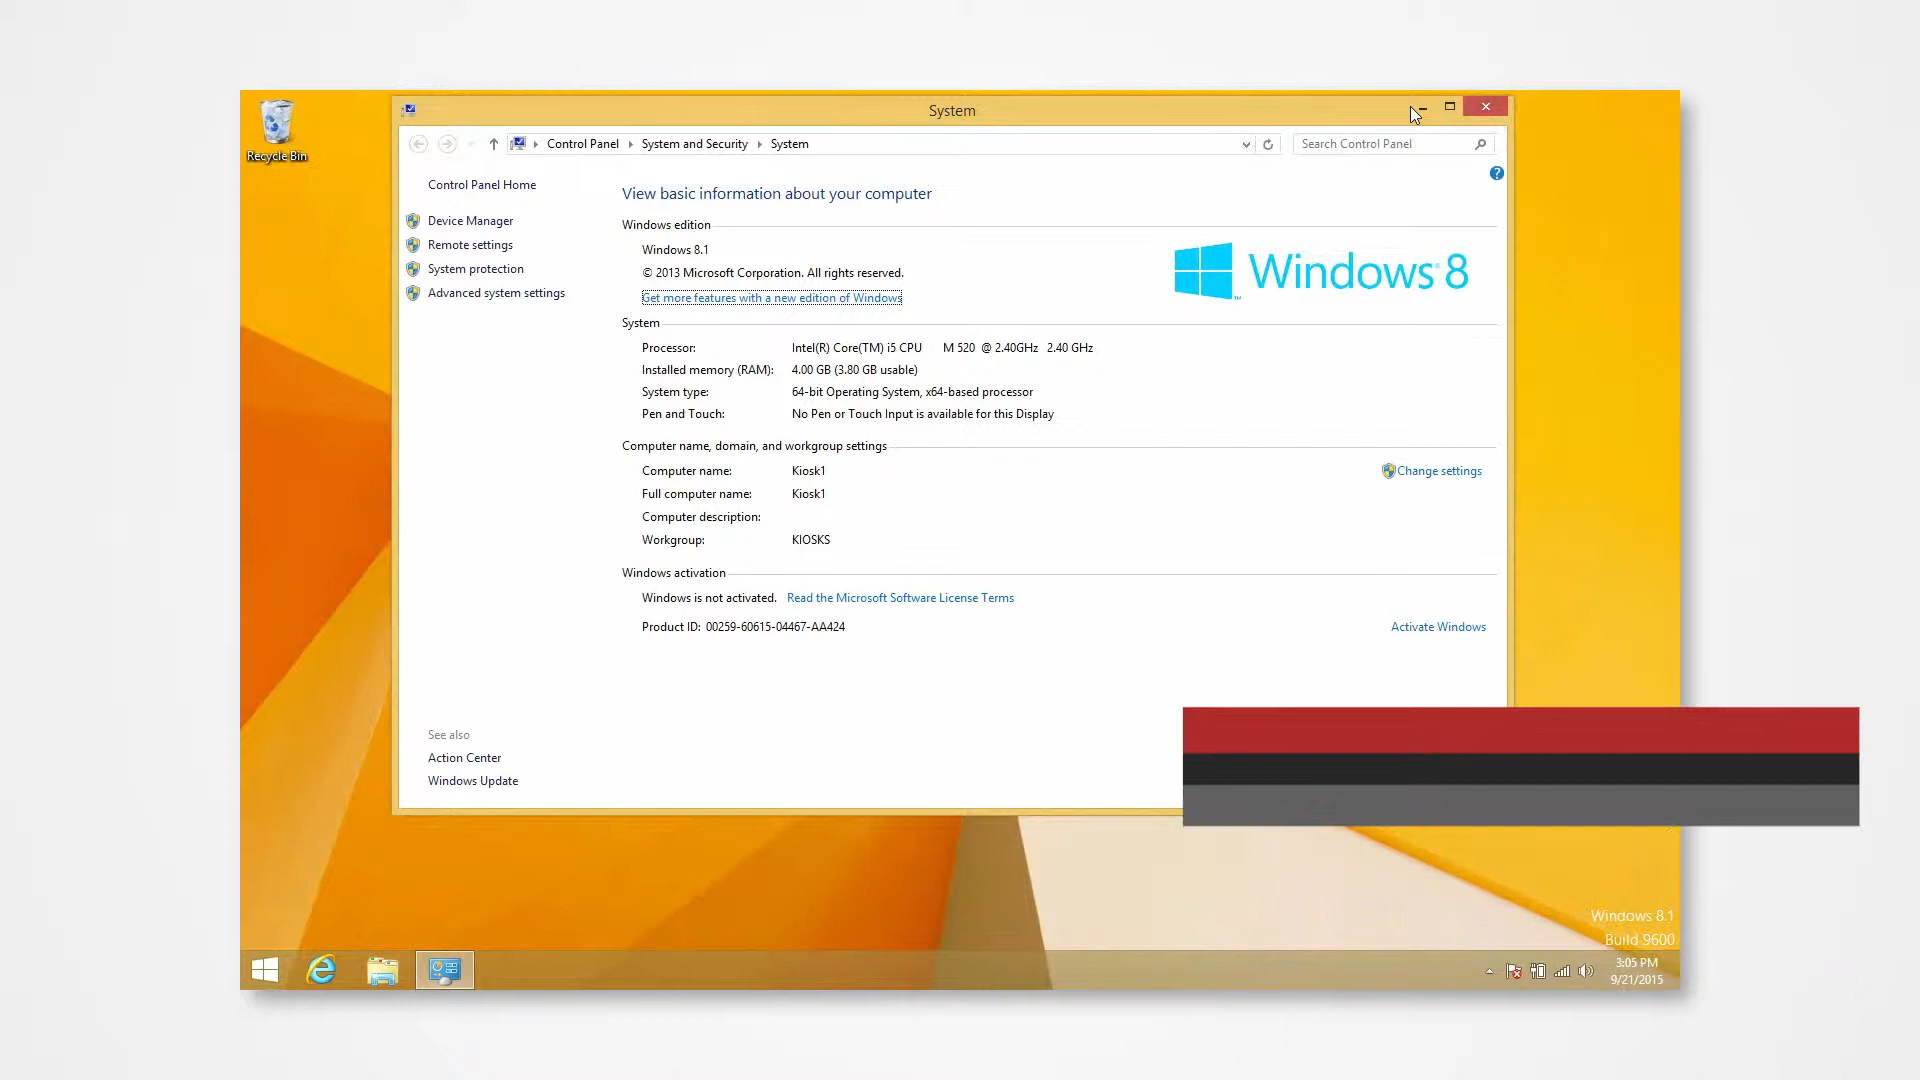 Recycle Bin
System
Control Panel System and Security System
Search Control Panel
Control Panel Home
Device Manager
Remote settings
System protection
Advanced system settings
View basic information about your computer
Windows edition
Windows 8.1
© 2013 Microsoft Corporation. All rights reserved.
Get more features with a new edition of Windows
Windows 8
System
Processor: Intel(R) Core(TM) i5 CPU M 520 @ 2.40GHz 2.40 GHz
Installed memory (RAM): 4.00 GB (3.80 GB usable)
System type: 64-bit Operating System, x64-based processor
Pen and Touch: No Pen or Touch Input is available for this Display
Computer name, domain, and workgroup settings
Computer name: Kiosk1
Change settings
Full computer name: Kiosk1
Computer description:
Workgroup: KIOSKS
Windows activation
Windows is not activated. Read the Microsoft Software License Terms
Product ID: 00259-60615-04467-AA424
Activate Windows
See also
Action Center
Windows Update
Windows 8.1
Build 9600
3:05 PM
9/21/2015